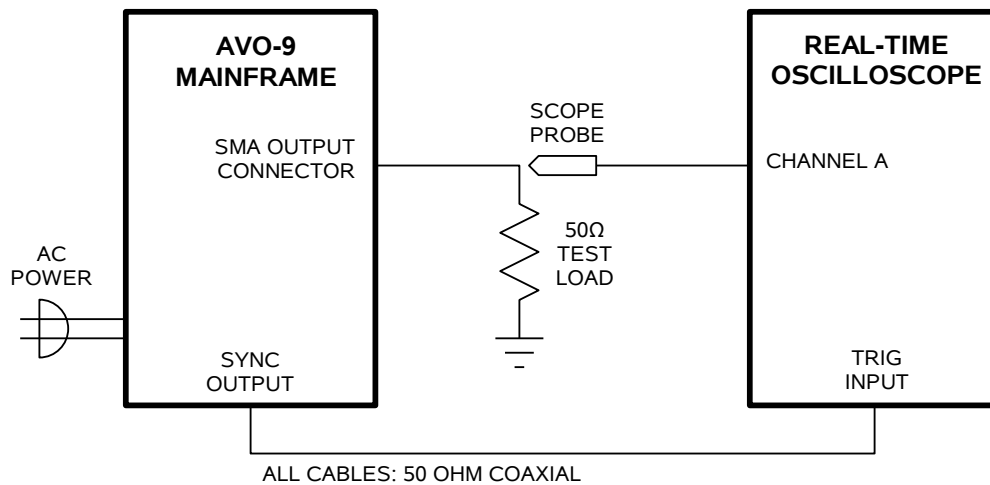 AVO-9
MAINFRAME
REAL-TIME
OSCILLOSCOPE
SCOPE
PROBE
SMA OUTPUT
CONNECTOR
CHANNEL A
50Ω
TEST
LOAD
AC
POWER
SYNC
OUTPUT
TRIG
INPUT
ALL CABLES: 50 OHM COAXIAL